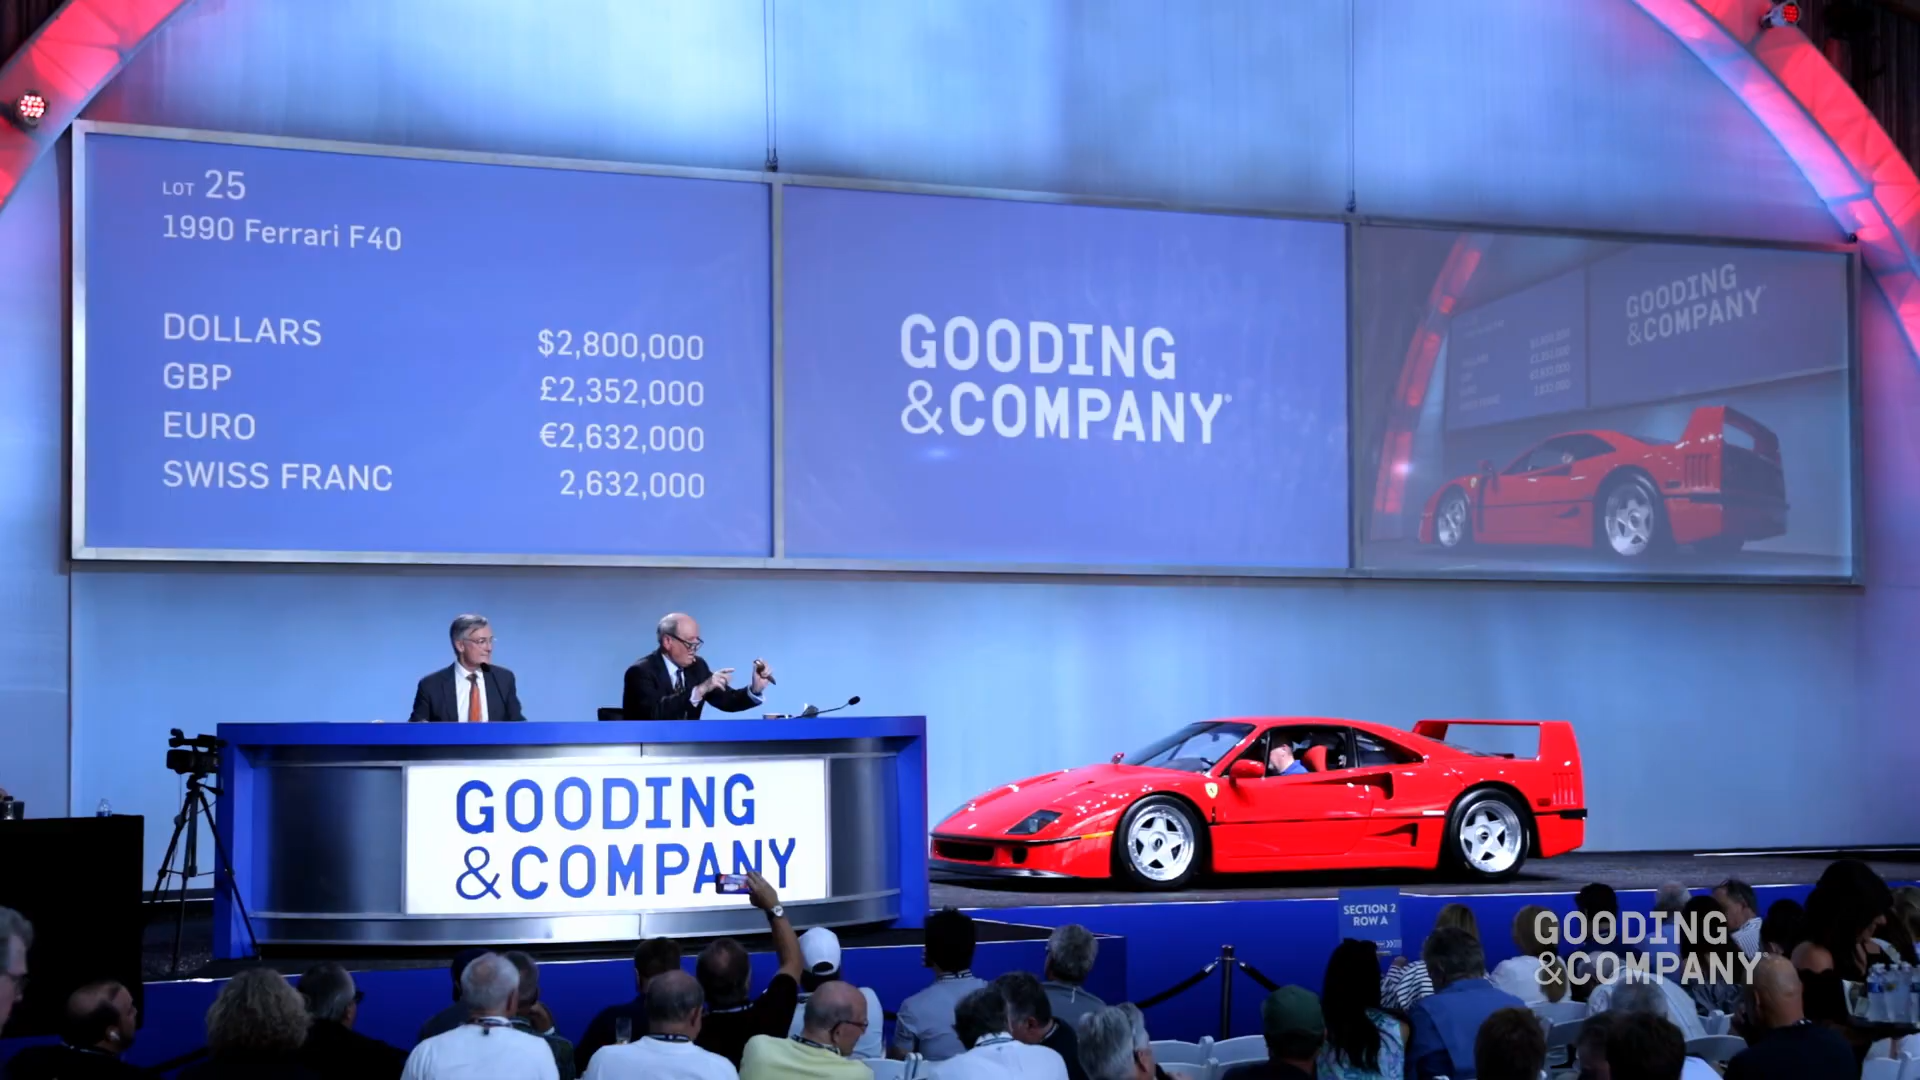 LOT 25
1990 Ferrari F40
DOLLARS $2,800,000
GBP £2,352,000
EURO €2,632,000
SWISS FRANC 2,632,000
GOODING
&COMPANY
GOODING
&COMPANY
GOODING
&COMPANY
SECTION 2
ROW A
GOODING
&COMPANY